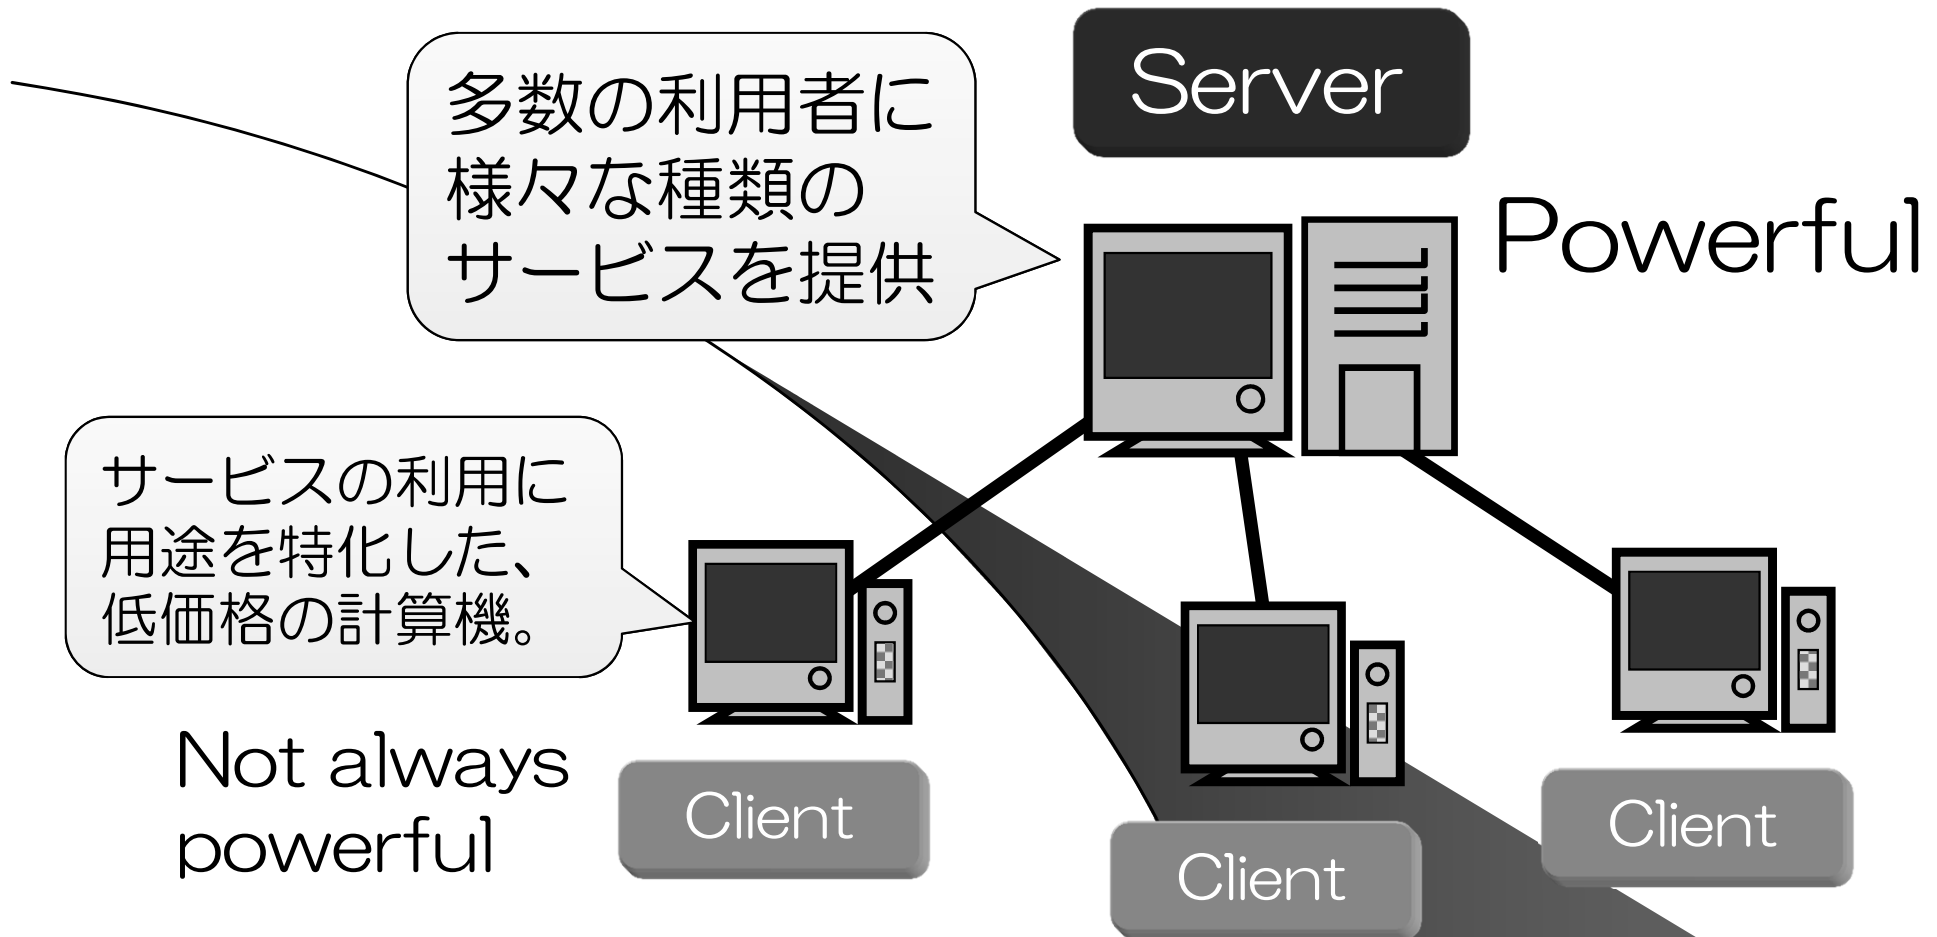 Server
多数の利用者に
様々な種類の
サービスを提供
Powerful
サービスの利用に
用途を特化した、
低価格の計算機。
Not always
powerful
Client
Client
Client